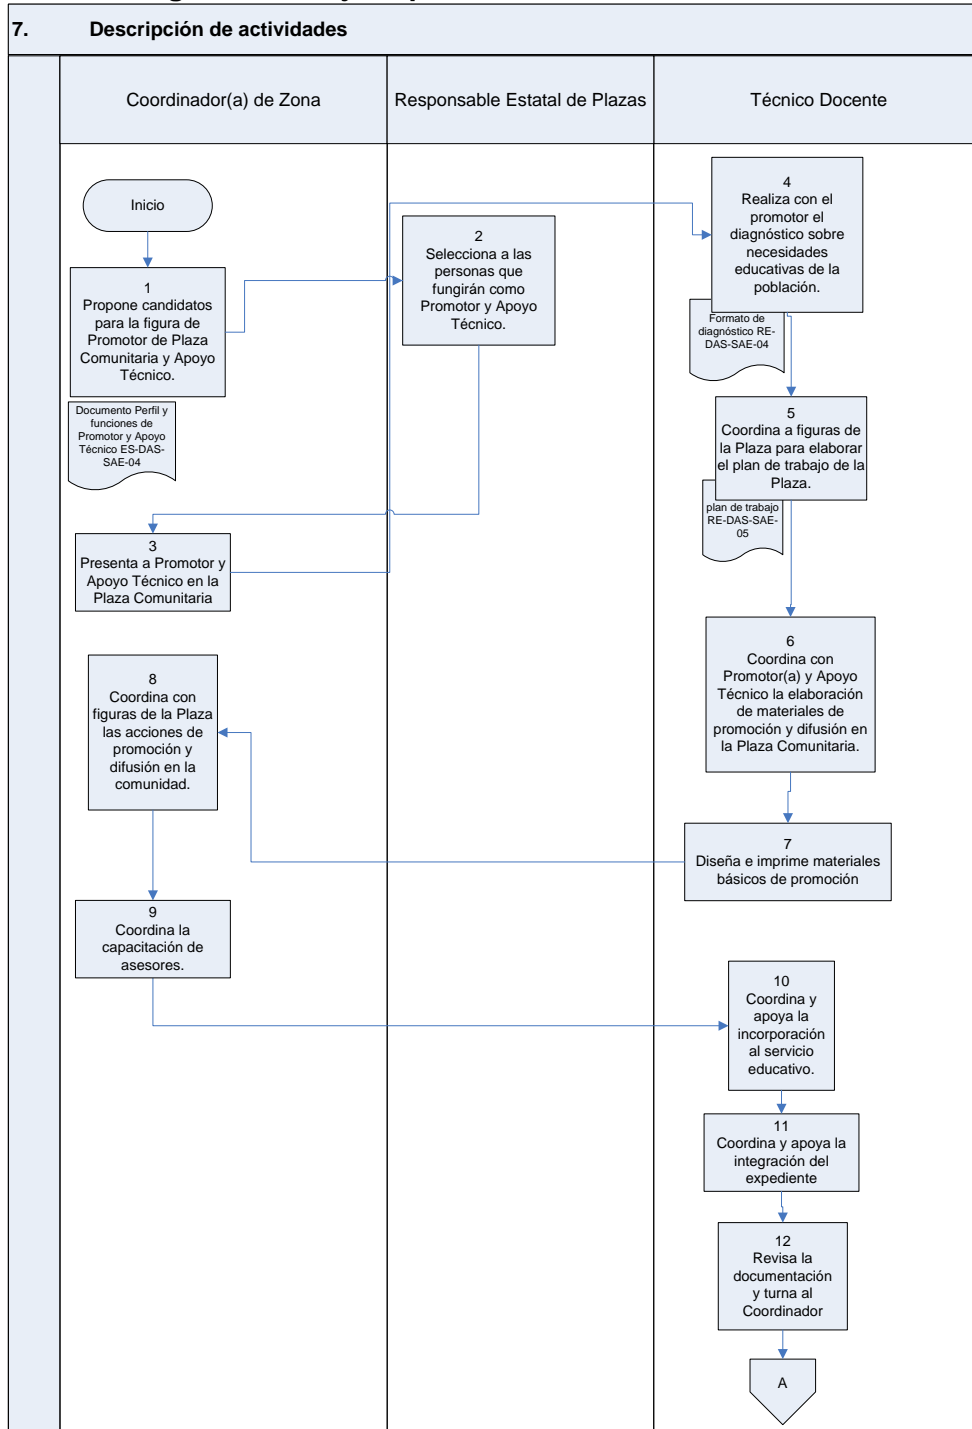 7. Descripción de actividades
Coordinador(a) de Zona
Responsable Estatal de Plazas
Técnico Docente
Inicio
1
Propone candidatos
para la figura de
Promotor de Plaza
Comunitaria y Apoyo
Técnico.
Documento Perfil y
funciones de
Promotor y Apoyo
Técnico ES-DAS-
SAE-04
2
Selecciona a las
personas que
fungirán como
Promotor y Apoyo
Técnico.
3
Presenta a Promotor y
Apoyo Técnico en la
Plaza Comunitaria
4
Realiza con el
promotor el
diagnóstico sobre
necesidades
educativas de la
población.
Formato de
diagnóstico RE-
DAS-SAE-04
5
Coordina a figuras de
la Plaza para elaborar
el plan de trabajo de la
Plaza.
plan de trabajo
RE-DAS-SAE-
05
6
Coordina con
Promotor(a) y Apoyo
Técnico la elaboración
de materiales de
promoción y difusión en
la Plaza Comunitaria.
7
Diseña e imprime materiales
básicos de promoción
8
Coordina con
figuras de la Plaza
las acciones de
promoción y
difusión en la
comunidad.
9
Coordina la
capacitación de
asesores.
10
Coordina y
apoya la
incorporación
al servicio
educativo.
11
Coordina y apoya la
integración del
expediente
12
Revisa la
documentación
y turna al
Coordinador
A